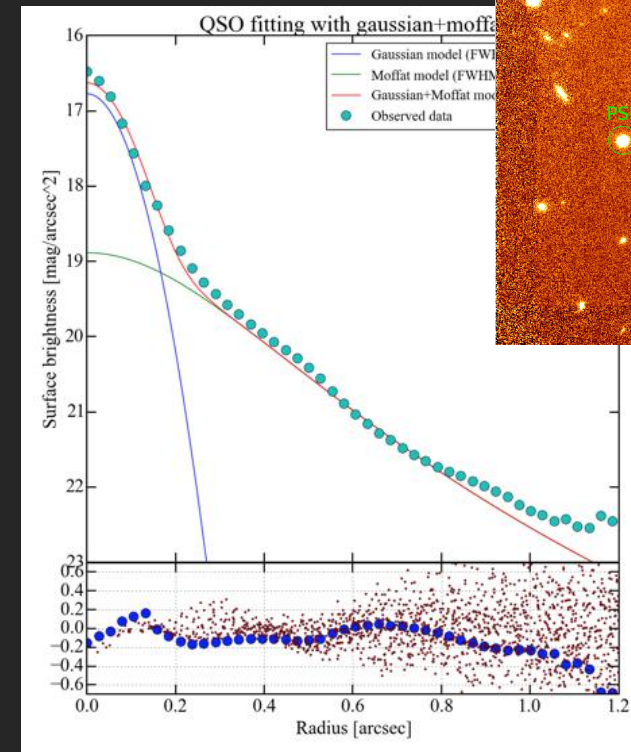 QSO fitting with gaussian+moffa
Gaussian model (FWH
Moffat model (FWHM
Gaussian+Moffat mo
Observed data
PS
Surface brightness [mag/arcsec^2]
16
17
18
19
20
21
22
23
0.6
0.4
0.2
0.0
−0.2
−0.4
−0.6
0.0 0.2 0.4 0.6 0.8 1.0 1.2
Radius [arcsec]